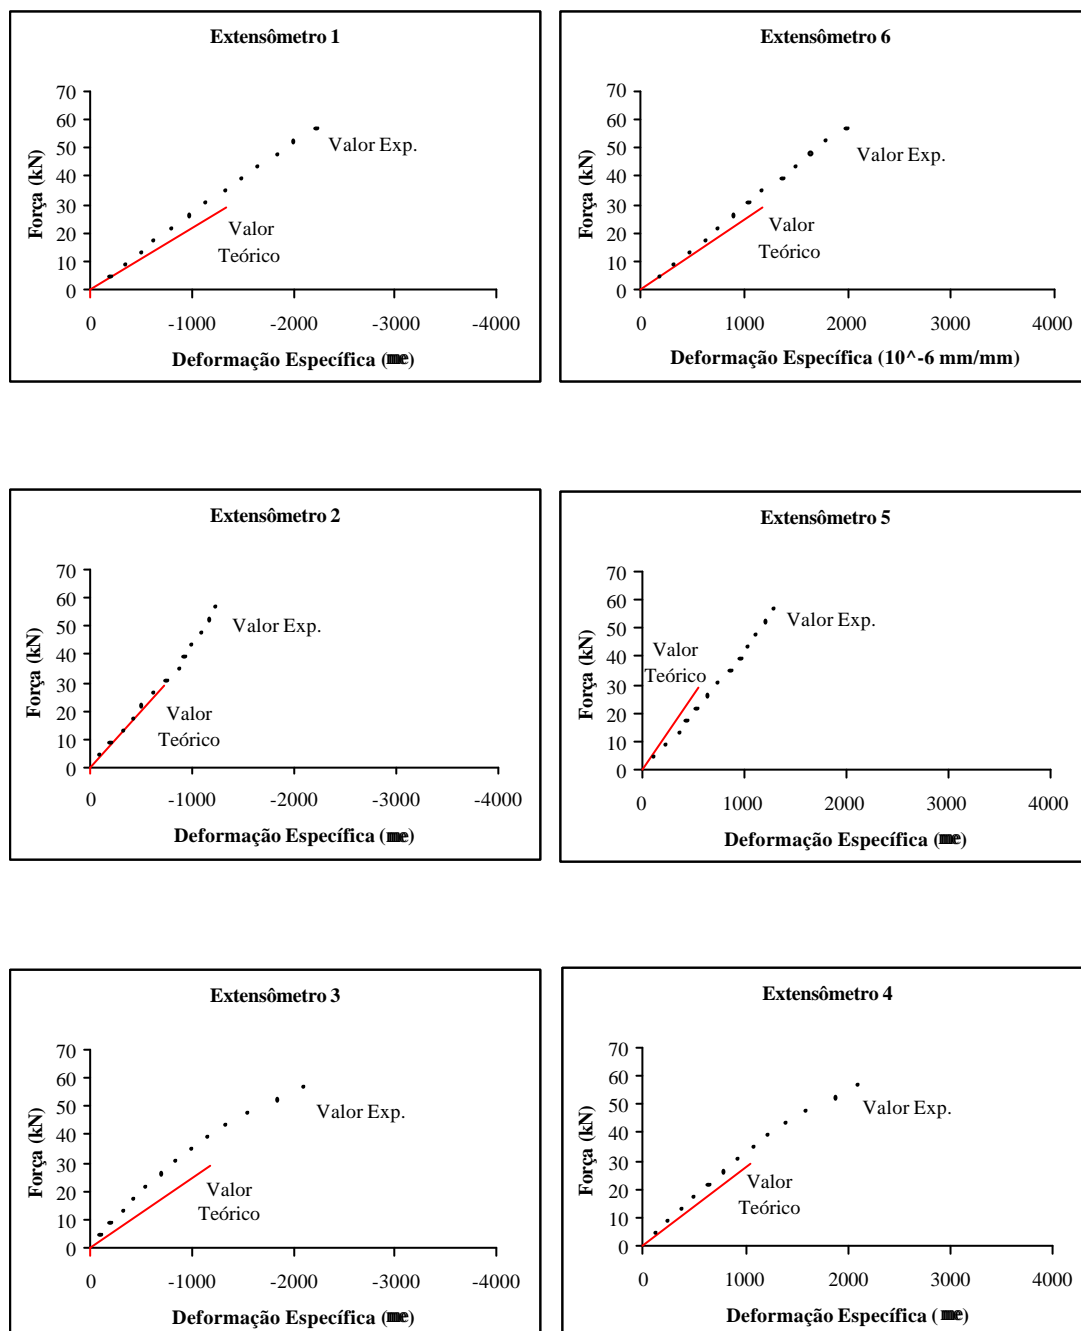 Extensômetro 1
70
60
50
40
30
20
10
0
Força (kN)
Valor Exp.
Valor
Teórico
0 -1000 -2000 -3000 -4000
Deformação Específica (me)
Extensômetro 6
70
60
50
40
30
20
10
0
Força (kN)
Valor Exp.
Valor
Teórico
0 1000 2000 3000 4000
Deformação Específica (10^-6 mm/mm)
Extensômetro 2
70
60
50
40
30
20
10
0
Força (kN)
Valor Exp.
Valor
Teórico
0 -1000 -2000 -3000 -4000
Deformação Específica (me)
Extensômetro 5
70
60
50
40
30
20
10
0
Força (kN)
Valor Exp.
Valor
Teórico
0 1000 2000 3000 4000
Deformação Específica (me)
Extensômetro 3
70
60
50
40
30
20
10
0
Força (kN)
Valor Exp.
Valor
Teórico
0 -1000 -2000 -3000 -4000
Deformação Específica (me)
Extensômetro 4
70
60
50
40
30
20
10
0
Força (kN)
Valor Exp.
Valor
Teórico
0 1000 2000 3000 4000
Deformação Específica (me)